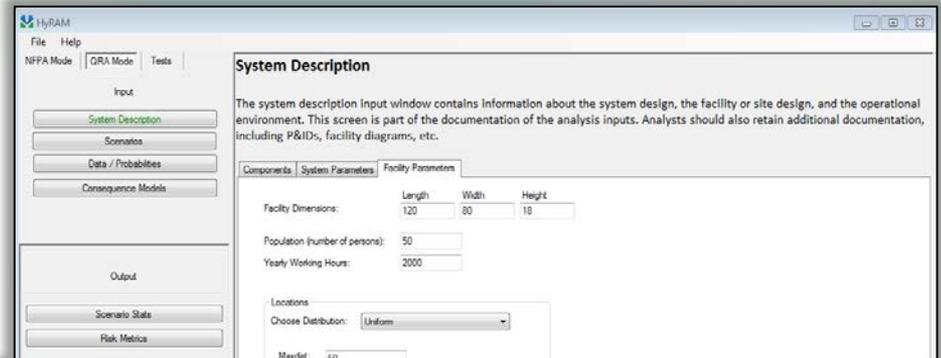 HyRAM
File Help
NFPA Mode QRA Mode Tests
Input
System Description
Scenarios
Data / Probabilities
Consequence Models
Output
Scenario Stats
Risk Metrics
System Description
The system description input window contains information about the system design, the facility or site design, and the operational
environment. This screen is part of the documentation of the analysis inputs. Analysts should also retain additional documentation,
including P&IDs, facility diagrams, etc.
Components System Parameters Facility Parameters
Length Width Height
Facility Dimensions: 120 80 18
Population (number of persons): 50
Yearly Working Hours: 2000
Locations
Choose Distribution: Uniform
Maxdist: 50